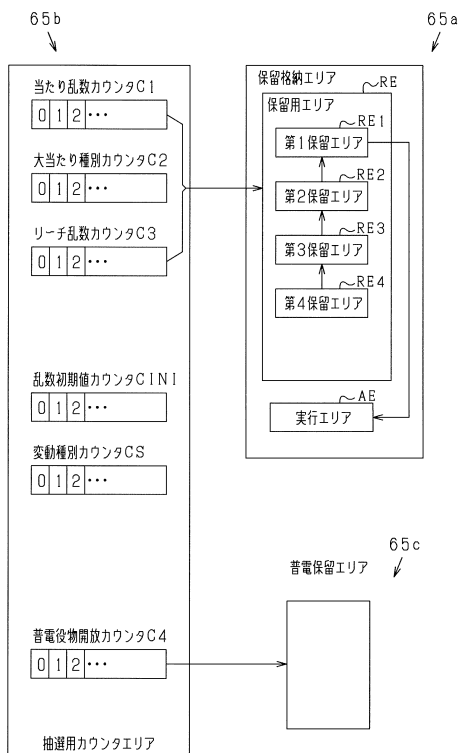 65b
65a
当たり乱数カウンタC1
0 1 2 ･･･
大当たり種別カウンタC2
0 1 2 ･･･
リーチ乱数カウンタC3
0 1 2 ･･･
乱数初期値カウンタCINI
0 1 2 ･･･
変動種別カウンタCS
0 1 2 ･･･
普電役物開放カウンタC4
0 1 2 ･･･
抽選用カウンタエリア
保留格納エリア
RE
保留用エリア
RE1
第1保留エリア
RE2
第2保留エリア
RE3
第3保留エリア
RE4
第4保留エリア
AE
実行エリア
65c
普電保留エリア